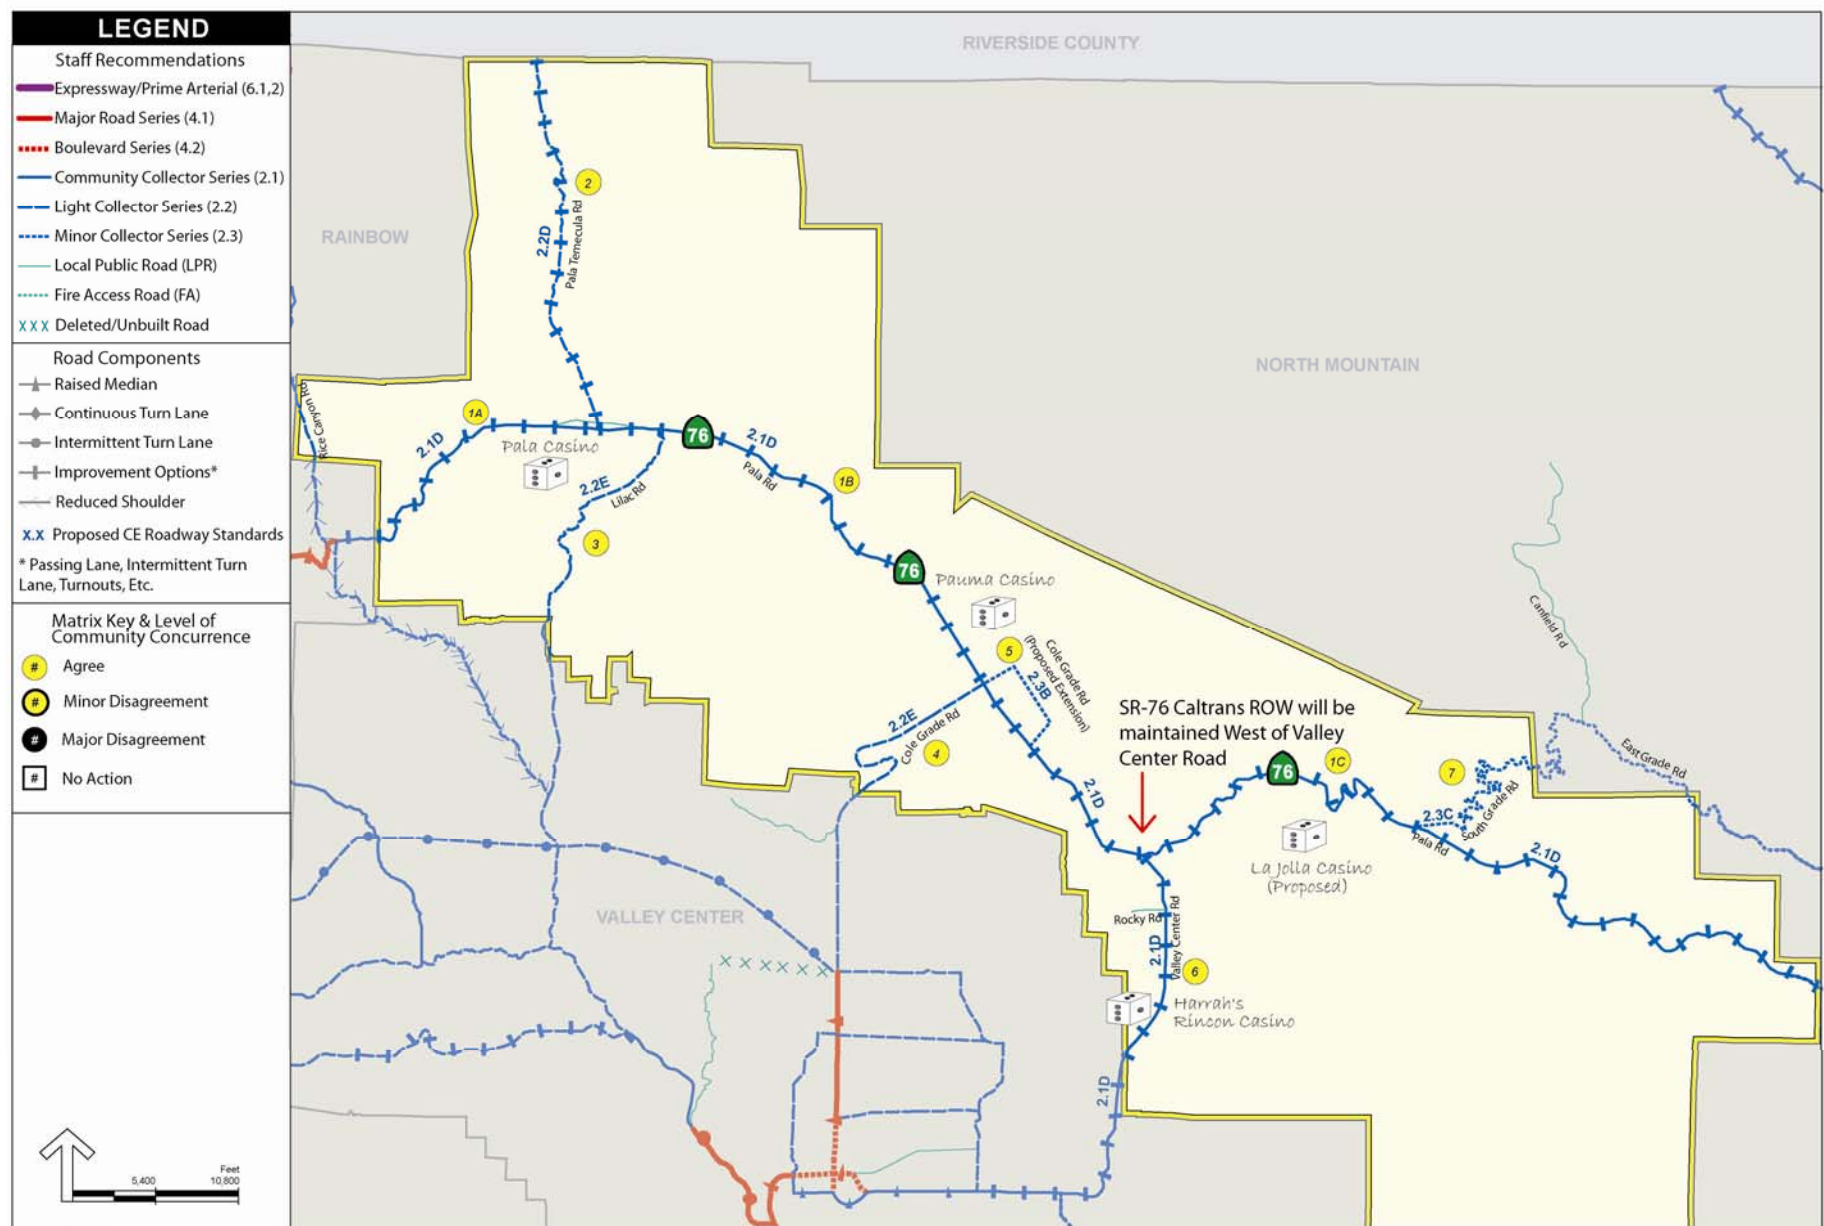 LEGEND
Staff Recommendations
Expressway/Prime Arterial (6.1,2)
Major Road Series (4.1)
Boulevard Series (4.2)
Community Collector Series (2.1)
Light Collector Series (2.2)
Minor Collector Series (2.3)
Local Public Road (LPR)
Fire Access Road (FA)
XXX Deleted/Unbuilt Road
Road Components
Raised Median
Continuous Turn Lane
Intermittent Turn Lane
Improvement Options*
Reduced Shoulder
X.X Proposed CE Roadway Standards
* Passing Lane, Intermittent Turn
Lane, Turnouts, Etc.
Matrix Key & Level of
Community Concurrence
# Agree
# Minor Disagreement
# Major Disagreement
# No Action
Feet
5,400 10,800
RIVERSIDE COUNTY
RAINBOW
NORTH MOUNTAIN
VALLEY CENTER
2
2.2D
Pala Temecula Rd
Rice Canyon Rd
1A
2.1D
Pala Casino
76
2.1D
Pala Rd
1B
2.2E
Lilac Rd
3
76
Pauma Casino
5
Cole Grade Rd
(Proposed Extension)
2.3B
2.2E
Cole Grade Rd
4
2.1D
SR-76 Caltrans ROW will be
maintained West of Valley
Center Road
76
1C
7
Canfield Rd
East Grade Rd
South Grade Rd
2.3C
Pala Rd
2.1D
La Jolla Casino
(Proposed)
Rocky Rd
Valley Center Rd
2.1D
6
Harrah's
Rincon Casino
2.1D